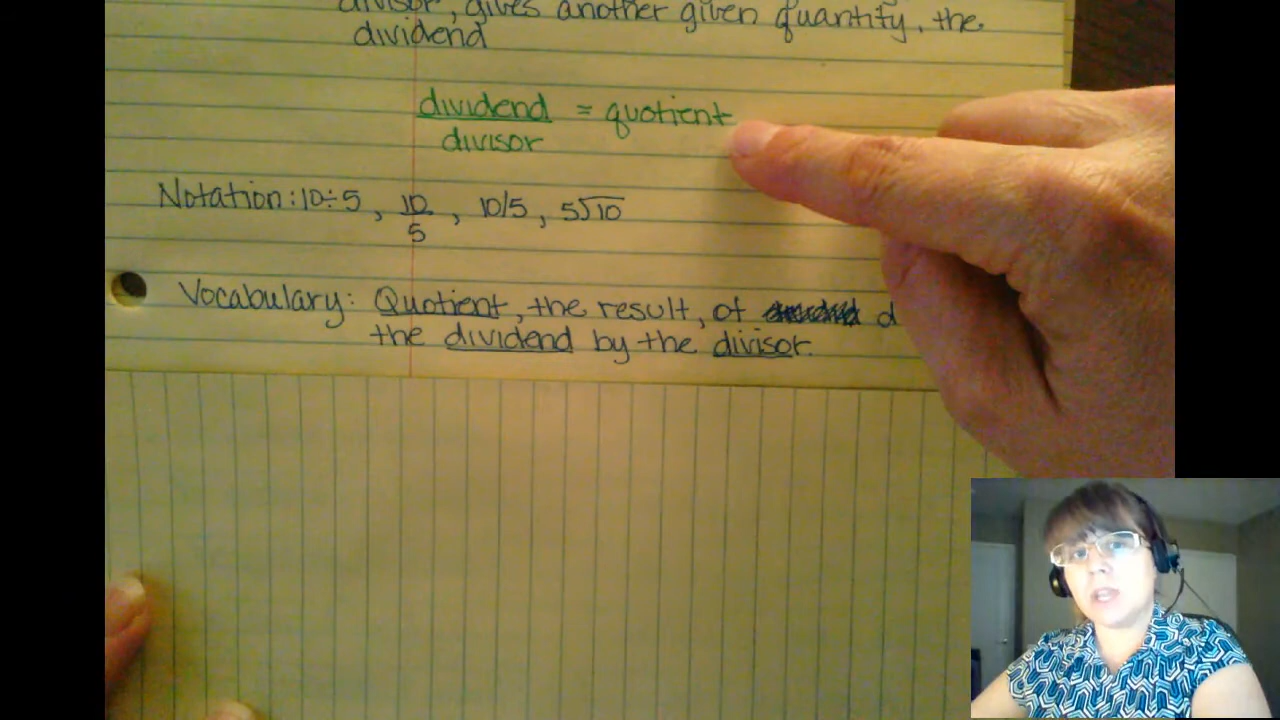 divisor, gives another given quantity, the
dividend
dividend = quotient
divisor
Notation: 10÷5, 10/5, 10/5, 5√10
Vocabulary: Quotient, the result, of
the dividend by the divisor.